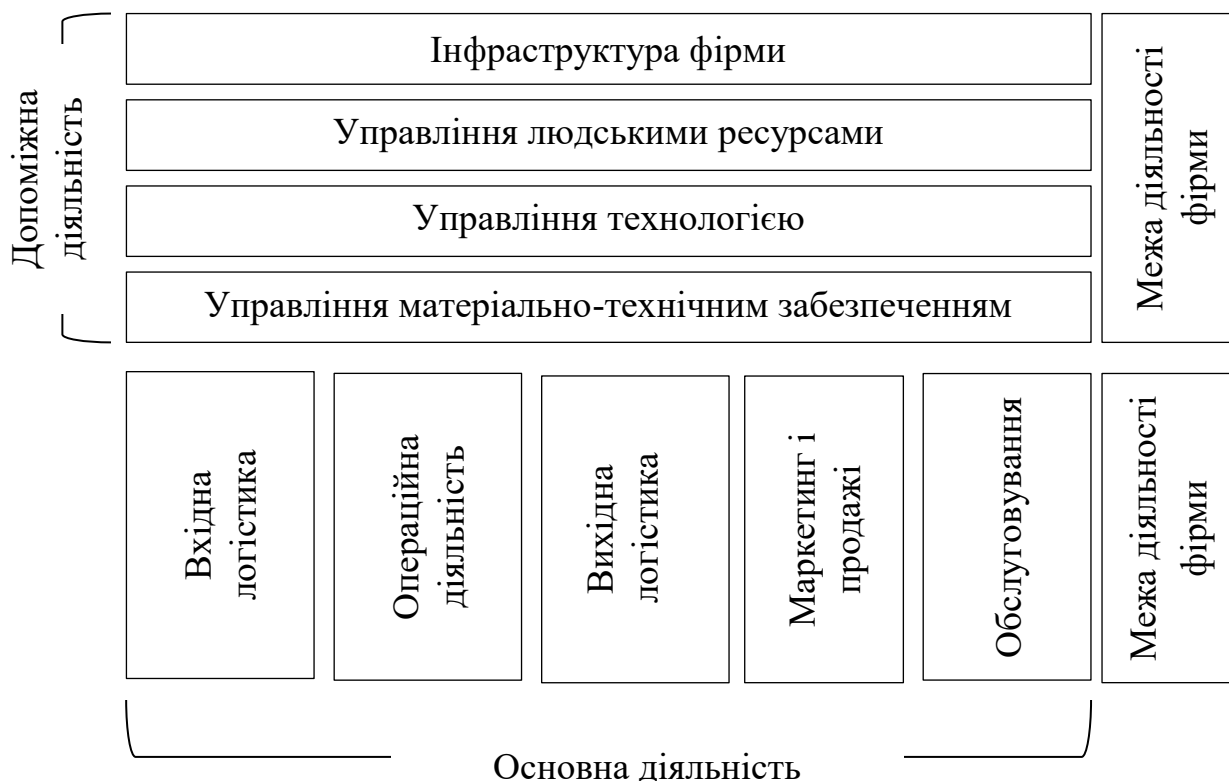 Допоміжна
діяльність
Інфраструктура фірми
Управління людськими ресурсами
Управління технологією
Управління матеріально-технічним забезпеченням
Межа діяльності
фірми
Вхідна
логістика
Операційна
діяльність
Вихідна
логістика
Маркетинг і
продажі
Обслуговування
Межа діяльності
фірми
Основна діяльність